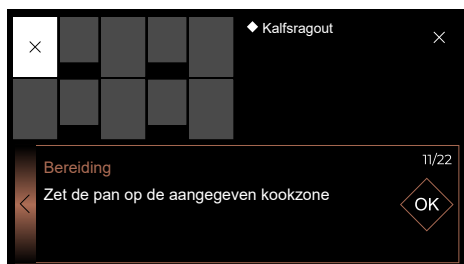 Kalfsragout
Bereiding
11/22
Zet de pan op de aangegeven kookzone
OK